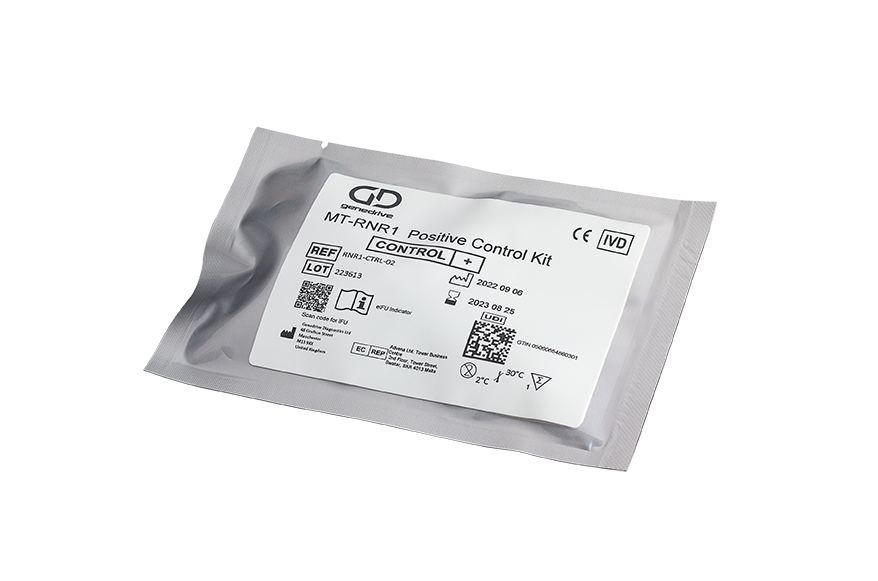 GD
genedrive
MT-RNR1 Positive Control Kit
CE IVD
CONTROL +
REF RNR1-CTRL-02
LOT 223613
2022 09 06
2023 08 25
eIFU Indicator
Scan code for IFU
UDI
GTIN 05060654860301
Genedrive Diagnostics Ltd
48 Grafton Street
Manchester
M13 9XX
United Kingdom
EC REP
Advena Ltd. Tower Business
Centre
2nd Floor, Tower Street,
Swatar, BKR 4013 Malta
2°C 30°C
1 Σ